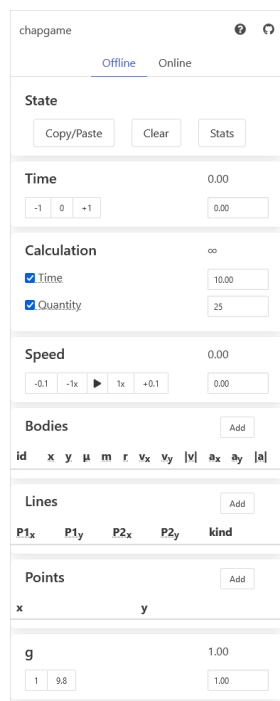 chapgame
Offline Online
State
Copy/Paste Clear Stats
Time 0.00
-1 0 +1 0.00
Calculation ∞
Time 10.00
Quantity 25
Speed 0.00
-0.1 -1x 1x +0.1 0.00
Bodies Add
id x y μ m r vx vy |v| ax ay |a|
Lines Add
P1x P1y P2x P2y kind
Points Add
x y
g 1.00
1 9.8 1.00